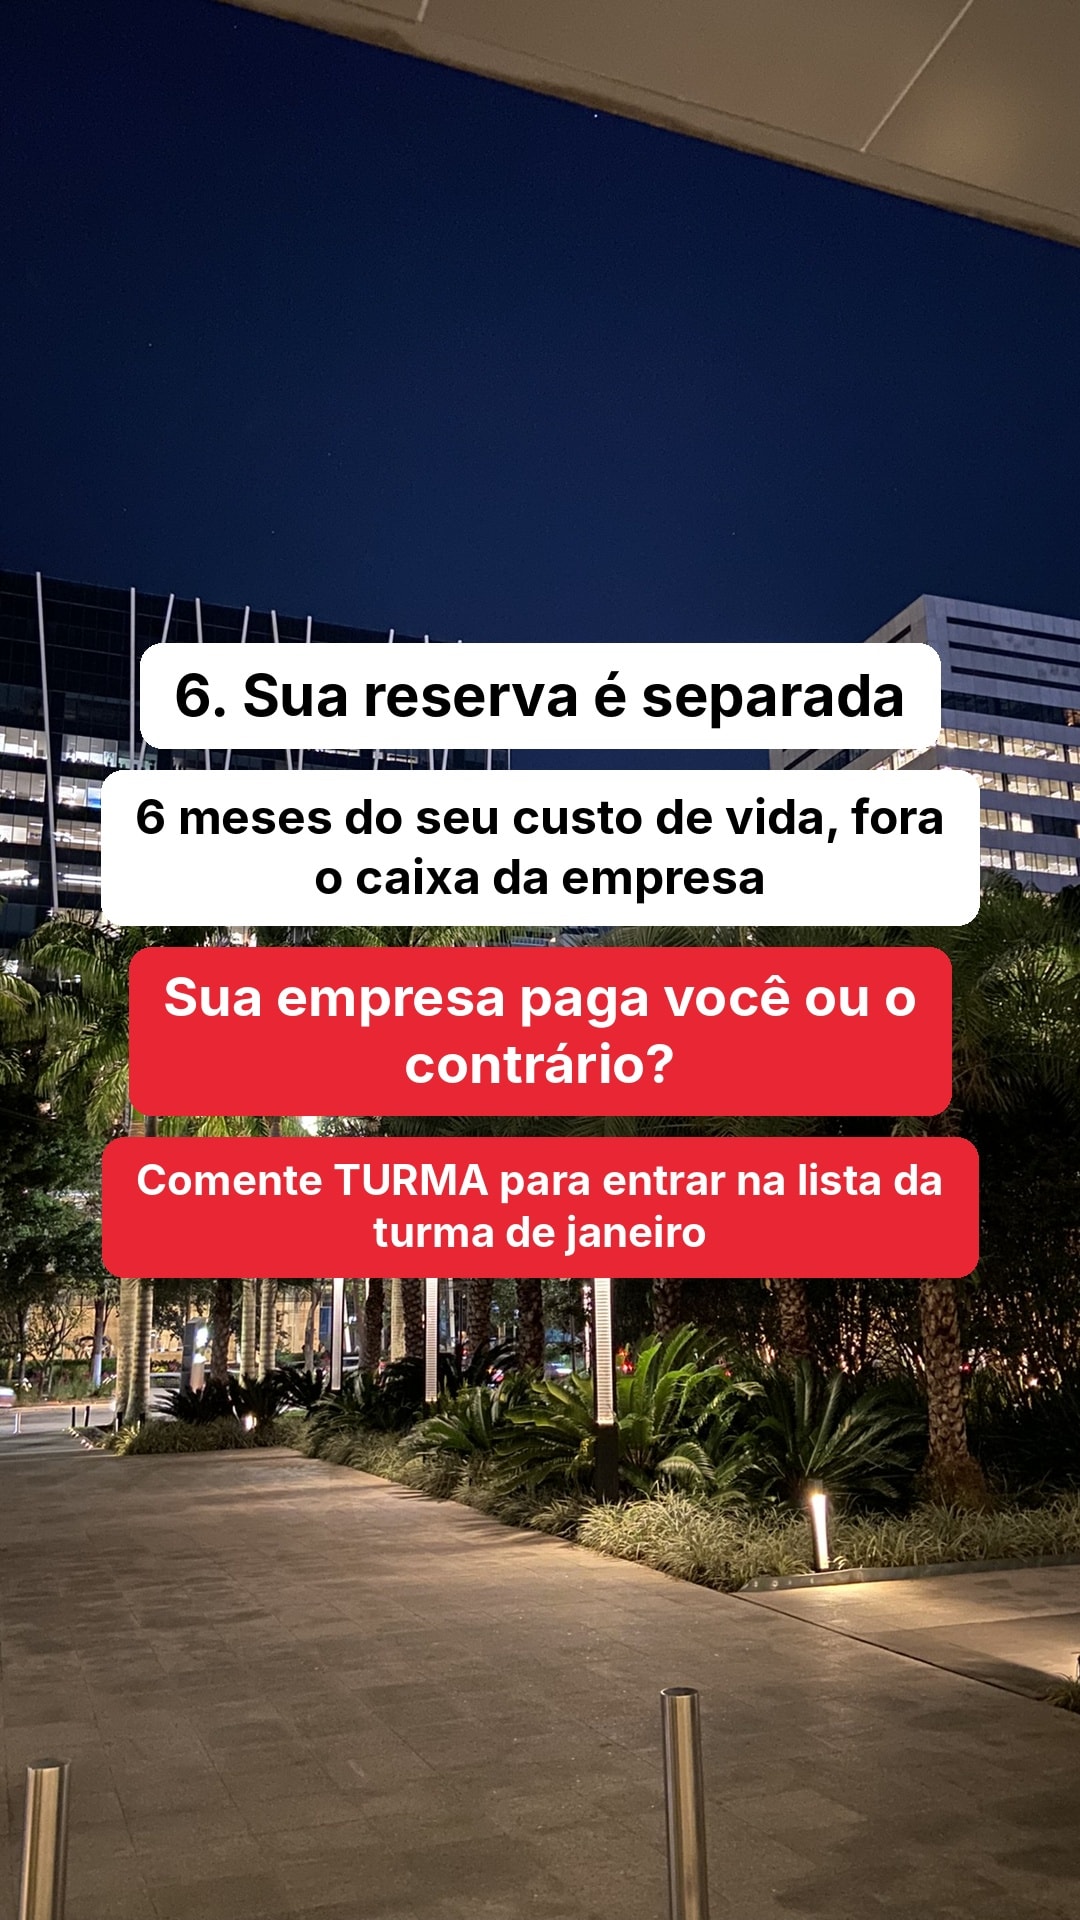 6. Sua reserva é separada
6 meses do seu custo de vida, fora
o caixa da empresa
Sua empresa paga você ou o
contrário?
Comente TURMA para entrar na lista da
turma de janeiro